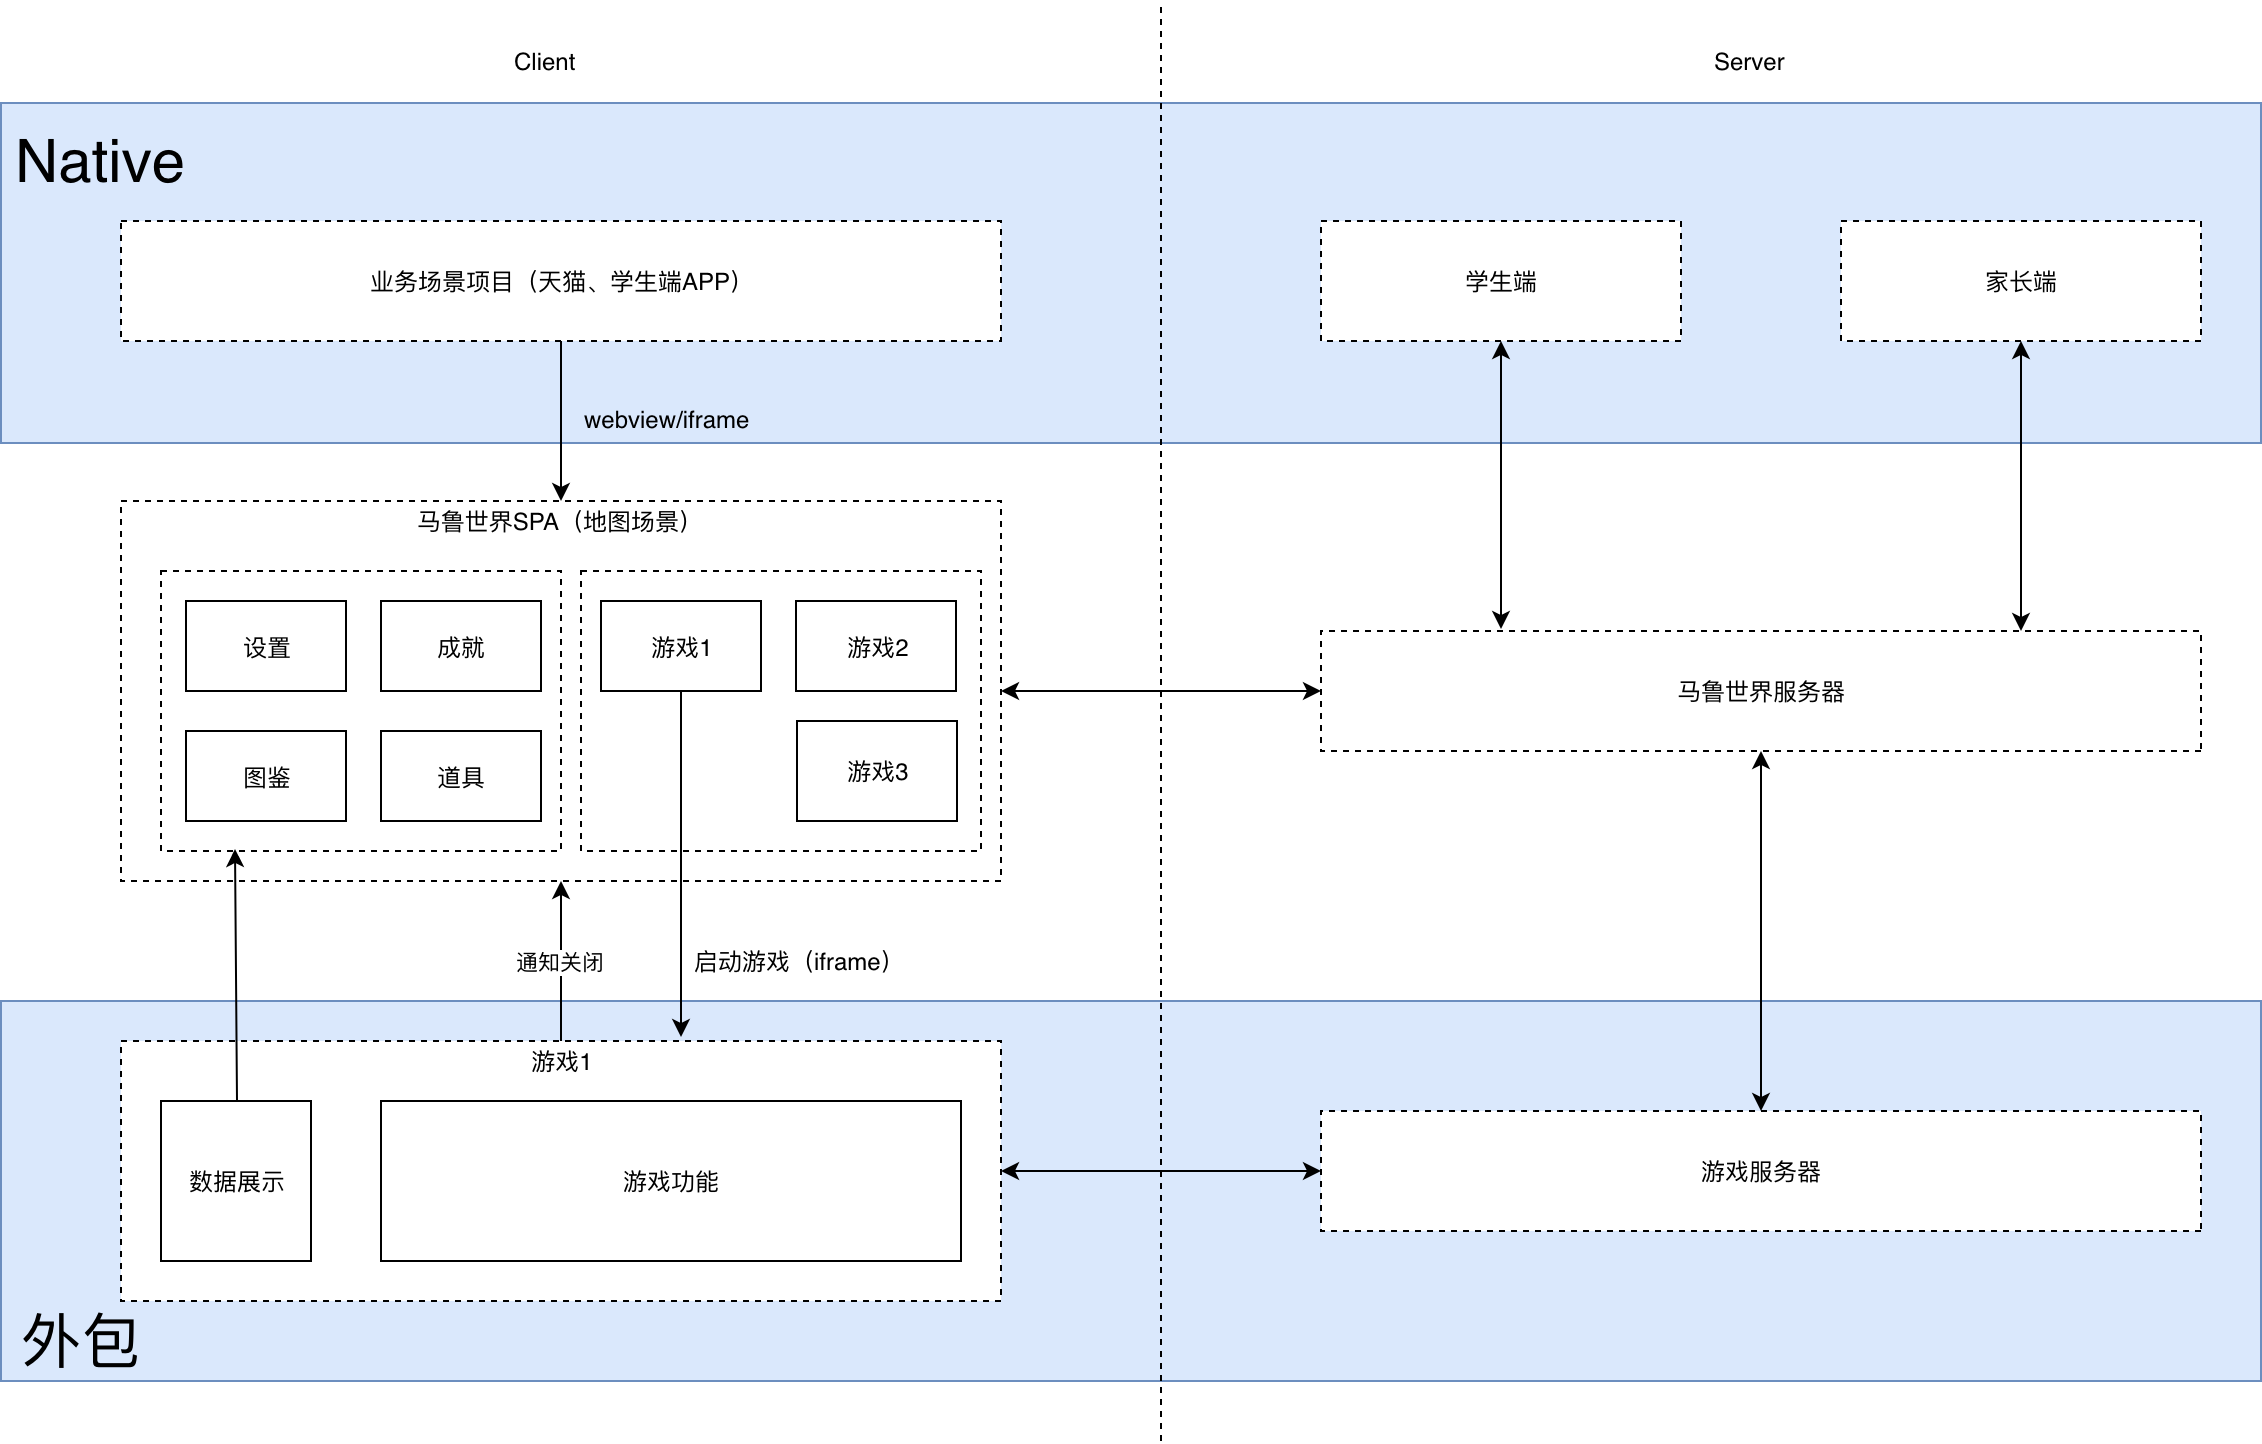 Client
Server
Native
业务场景项目（天猫、学生端APP）
学生端
家长端
webview/iframe
马鲁世界SPA（地图场景）
设置
成就
游戏1
游戏2
马鲁世界服务器
图鉴
道具
游戏3
通知关闭
启动游戏（iframe）
游戏1
数据展示
游戏功能
游戏服务器
外包